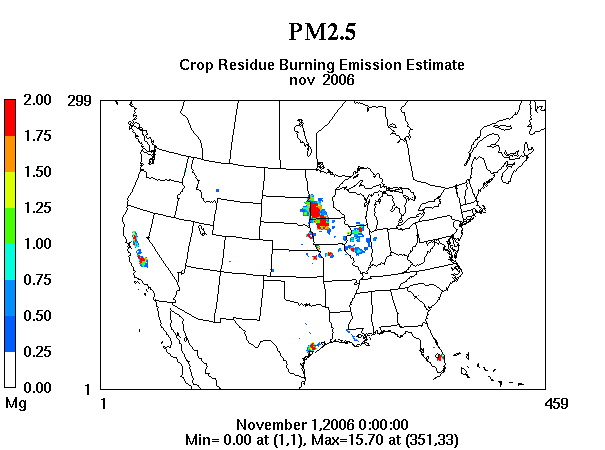 PM2.5
Crop Residue Burning Emission Estimate
nov 2006
2.00
1.75
1.50
1.25
1.00
0.75
0.50
0.25
0.00
Mg
299
1
1
459
November 1,2006 0:00:00
Min= 0.00 at (1,1), Max=15.70 at (351,33)